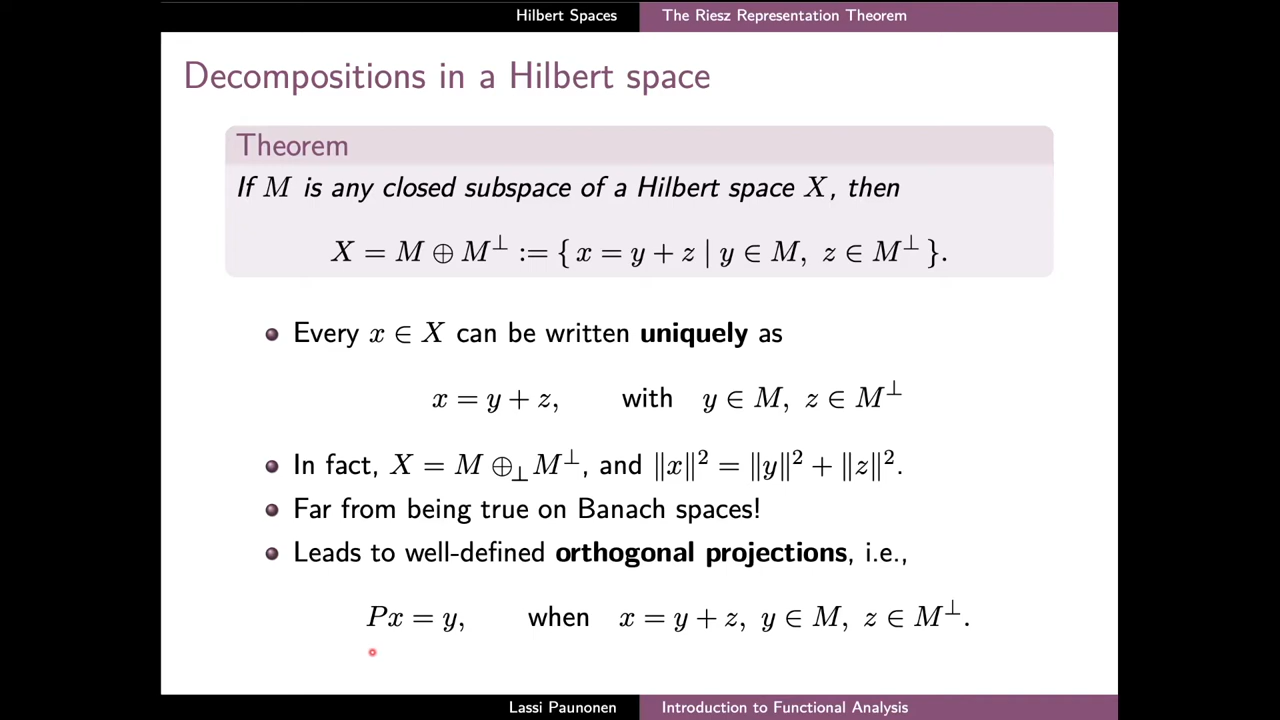 Hilbert Spaces The Riesz Representation Theorem
Decompositions in a Hilbert space
Theorem
If M is any closed subspace of a Hilbert space X, then
X = M ⊕ M⊥ := { x = y + z | y ∈ M, z ∈ M⊥ }.
Every x ∈ X can be written uniquely as
x = y + z, with y ∈ M, z ∈ M⊥
In fact, X = M ⊕⊥ M⊥, and ‖x‖² = ‖y‖² + ‖z‖².
Far from being true on Banach spaces!
Leads to well-defined orthogonal projections, i.e.,
Px = y, when x = y + z, y ∈ M, z ∈ M⊥.
Lassi Paunonen Introduction to Functional Analysis